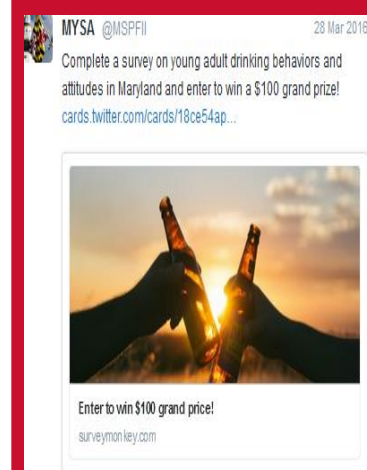 MYSA @MSPFII 28 Mar 2016
Complete a survey on young adult drinking behaviors and
attitudes in Maryland and enter to win a $100 grand prize!
cards.twitter.com/cards/18ce54ap...
Enter to win $100 grand price!
surveymonkey.com